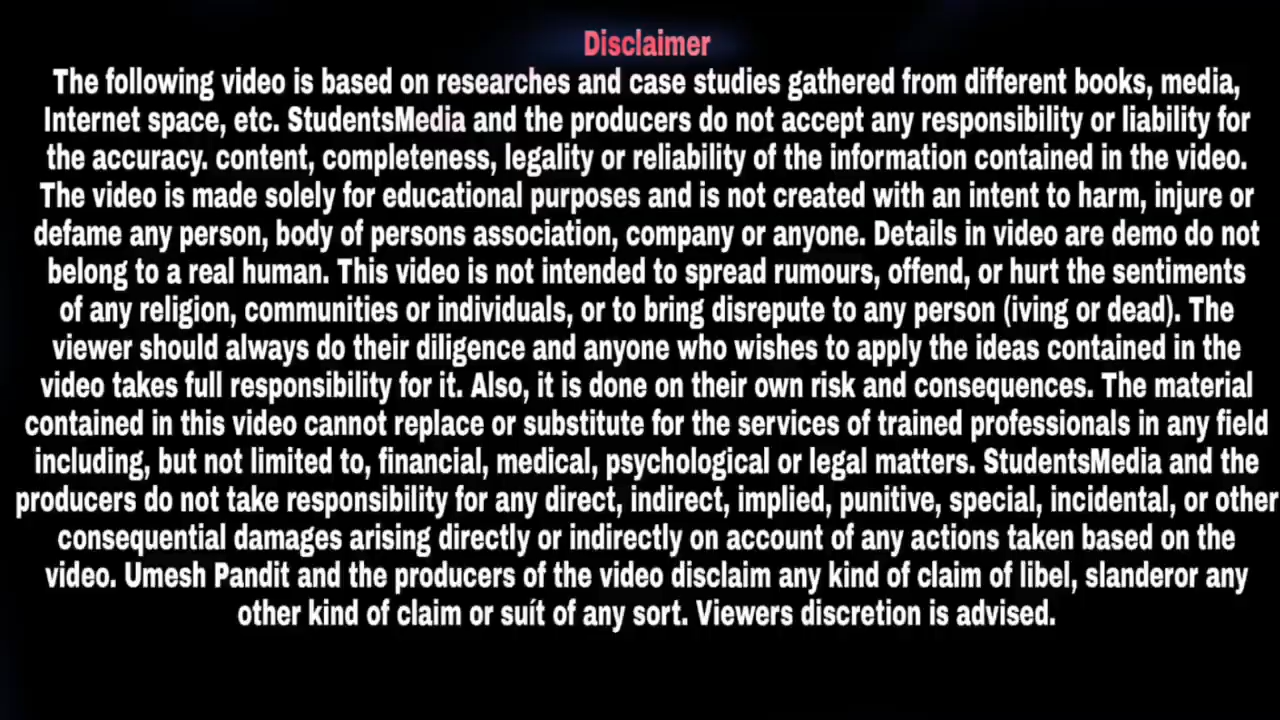 Disclaimer
The following video is based on researches and case studies gathered from different books, media,
Internet space, etc. StudentsMedia and the producers do not accept any responsibility or liability for
the accuracy. content, completeness, legality or reliability of the information contained in the video.
The video is made solely for educational purposes and is not created with an intent to harm, injure or
defame any person, body of persons association, company or anyone. Details in video are demo do not
belong to a real human. This video is not intended to spread rumours, offend, or hurt the sentiments
of any religion, communities or individuals, or to bring disrepute to any person (iving or dead). The
viewer should always do their diligence and anyone who wishes to apply the ideas contained in the
video takes full responsibility for it. Also, it is done on their own risk and consequences. The material
contained in this video cannot replace or substitute for the services of trained professionals in any field
including, but not limited to, financial, medical, psychological or legal matters. StudentsMedia and the
producers do not take responsibility for any direct, indirect, implied, punitive, special, incidental, or other
consequential damages arising directly or indirectly on account of any actions taken based on the
video. Umesh Pandit and the producers of the video disclaim any kind of claim of libel, slanderor any
other kind of claim or suít of any sort. Viewers discretion is advised.